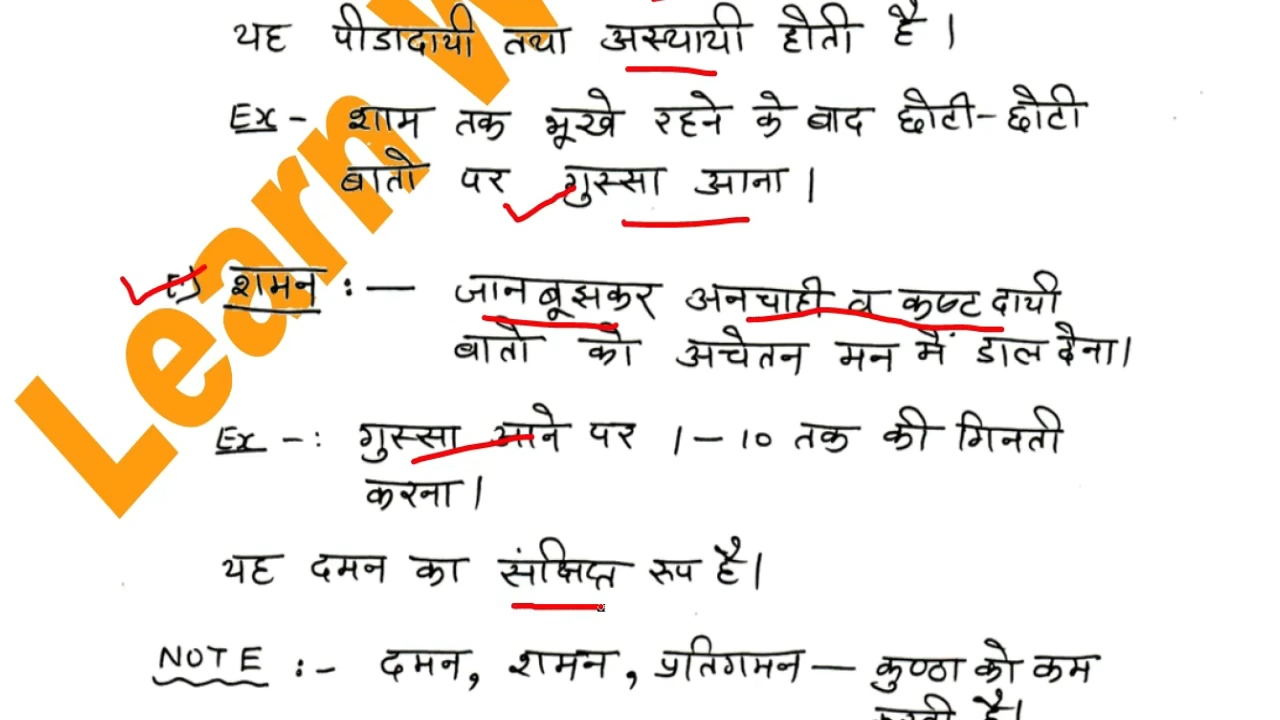 यह पीडादायी तथा अस्थायी होती है।
Ex - शाम तक भूखे रहने के बाद छोटी-छोटी
बातो पर गुस्सा आना।
शमन :- जानबूझकर अनचाही व कष्टदायी
बातो को अचेतन मन में डाल देना।
Ex -: गुस्सा आने पर 1-10 तक की गिनती
करना।
यह दमन का संक्षिप्त रूप है।
NOTE :- दमन, शमन, प्रतिगमन - कुण्ठा को कम
Learn